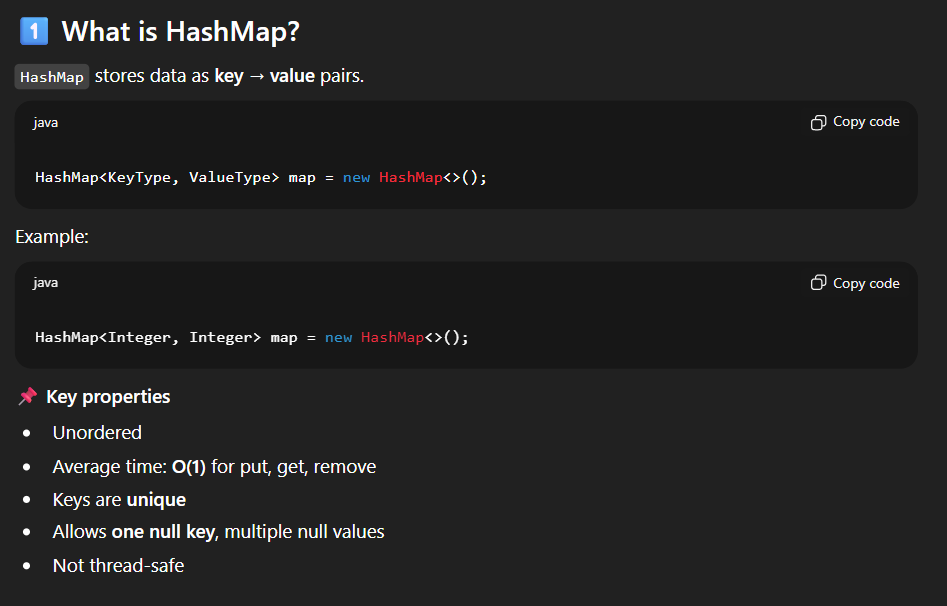 1 What is HashMap?
HashMap stores data as key → value pairs.
java
Copy code
HashMap<KeyType, ValueType> map = new HashMap<>();
Example:
java
Copy code
HashMap<Integer, Integer> map = new HashMap<>();
📌 Key properties
• Unordered
• Average time: O(1) for put, get, remove
• Keys are unique
• Allows one null key, multiple null values
• Not thread-safe